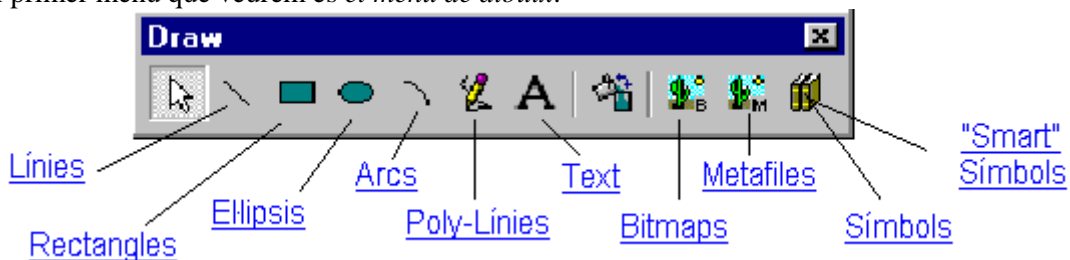 primer menú que veurem és el menú de dibuix.
Draw
A
B
M
Línies
Rectangles
El·lipsis
Arcs
Poly-Línies
Text
Bitmaps
Metafiles
Símbols
"Smart"
Símbols